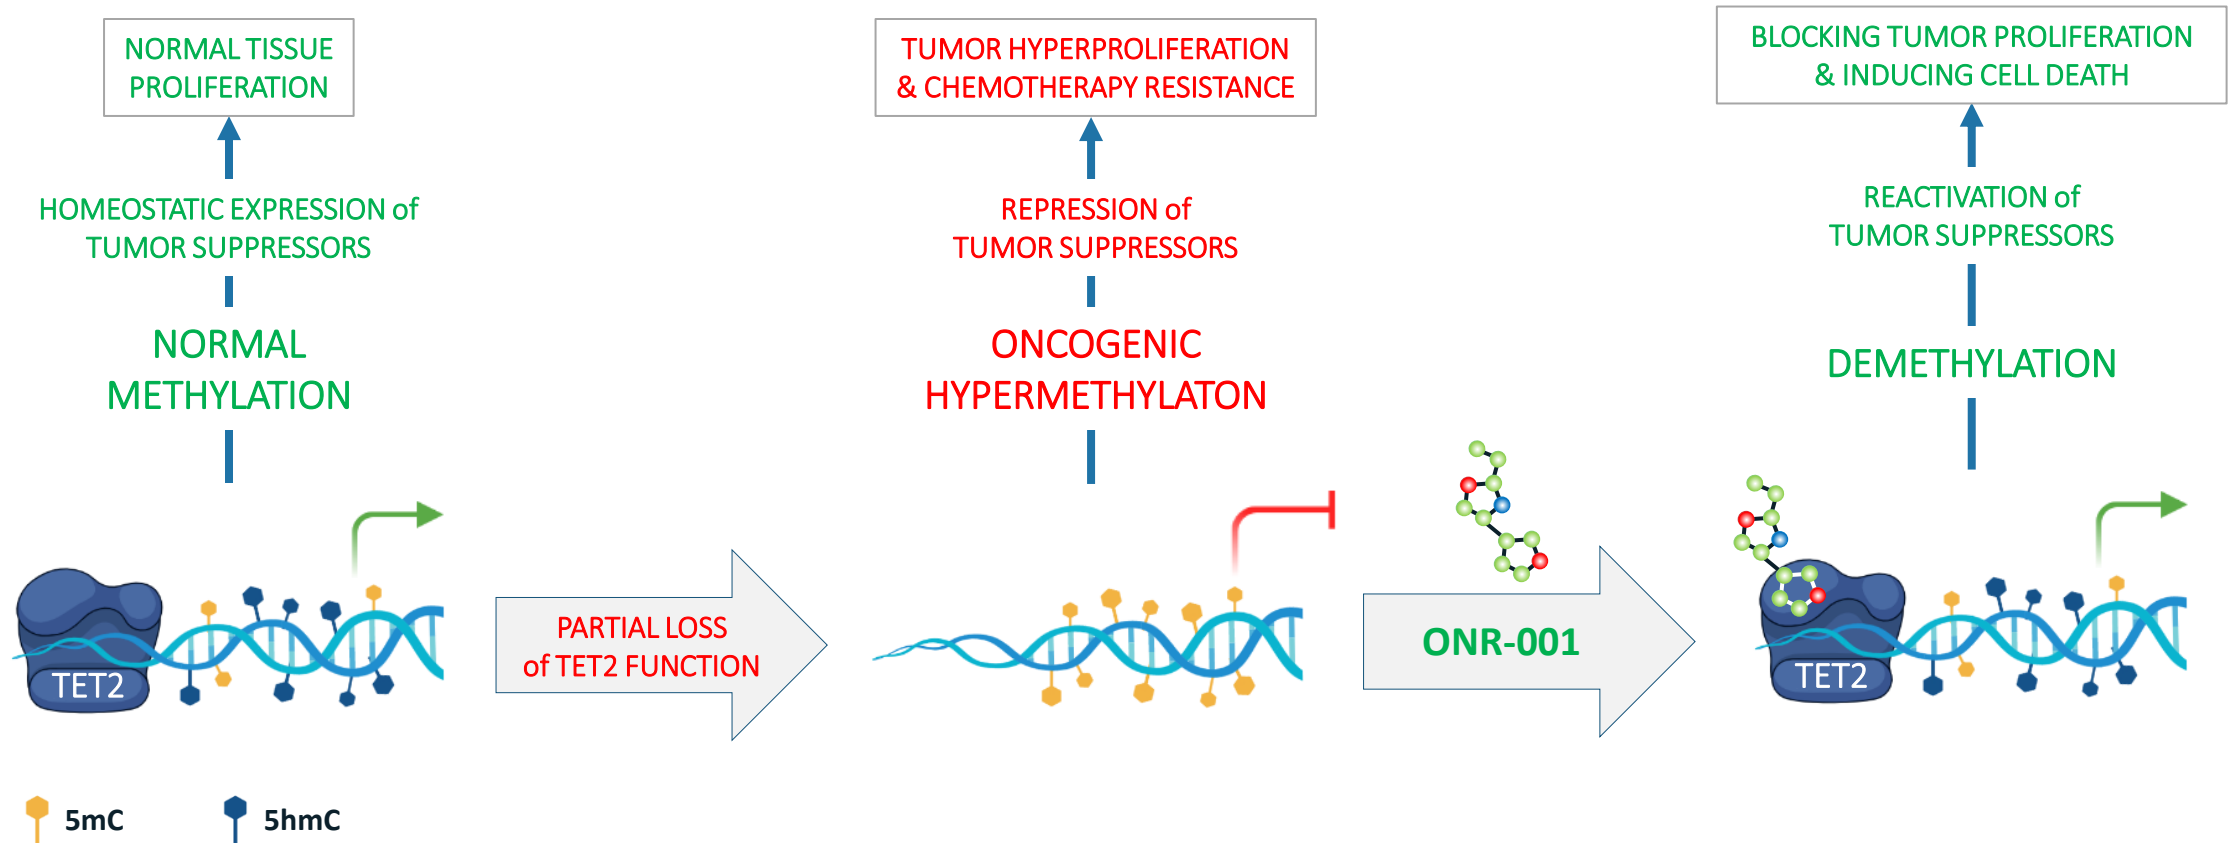 NORMAL TISSUE
PROLIFERATION
HOMEOSTATIC EXPRESSION of
TUMOR SUPPRESSORS
NORMAL
METHYLATION
TET2
PARTIAL LOSS
of TET2 FUNCTION
TUMOR HYPERPROLIFERATION
& CHEMOTHERAPY RESISTANCE
REPRESSION of
TUMOR SUPPRESSORS
ONCOGENIC
HYPERMETHYLATON
ONR-001
BLOCKING TUMOR PROLIFERATION
& INDUCING CELL DEATH
REACTIVATION of
TUMOR SUPPRESSORS
DEMETHYLATION
TET2
5mC
5hmC